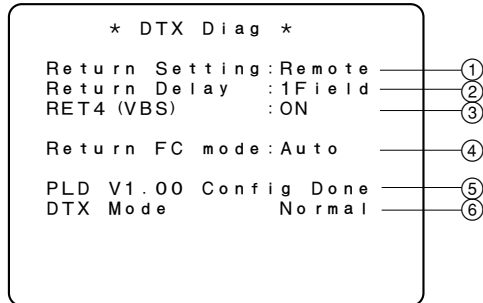 * DTX Diag *
Return Setting:Remote ①
Return Delay :1Field ②
RET4 (VBS) :ON ③
Return FC mode:Auto ④
PLD V1.00 Config Done ⑤
DTX Mode Normal ⑥